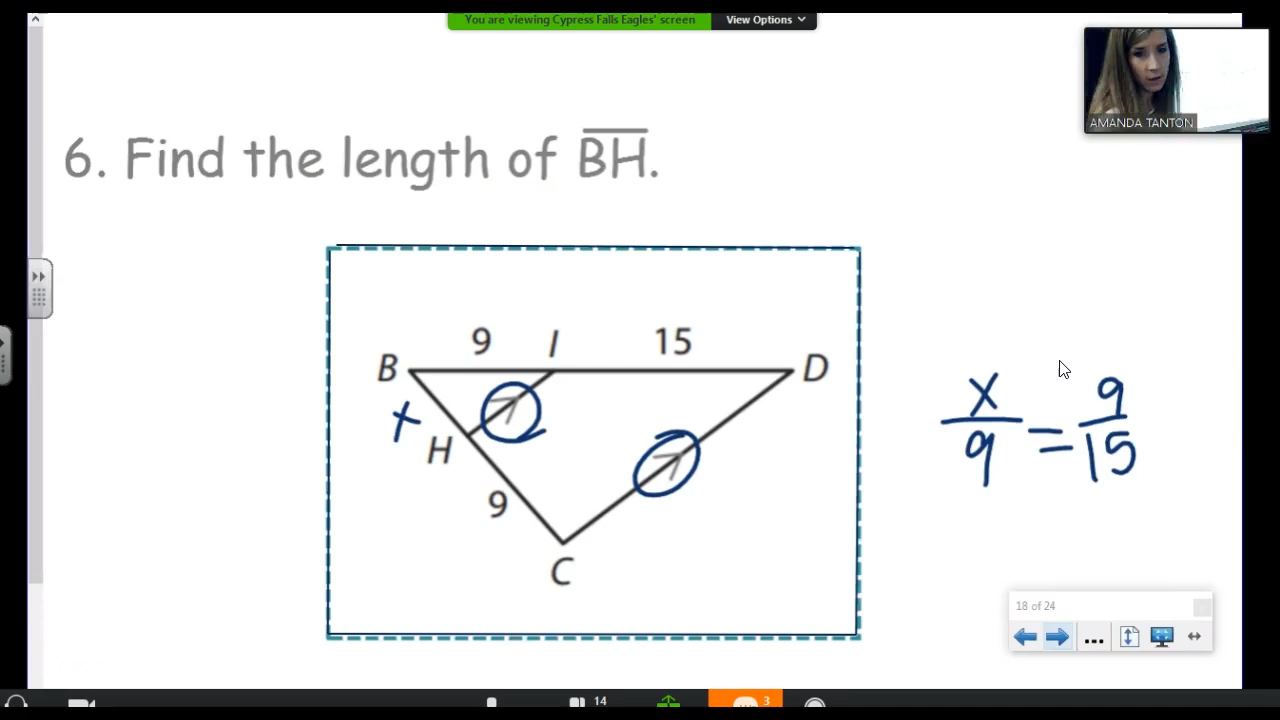 You are viewing Cypress Falls Eagles' screen View Options
AMANDA TANTON
6. Find the length of BH.
9 I 15
B D
x
H
9
C
x/9 = 9/15
18 of 24
...
14 3